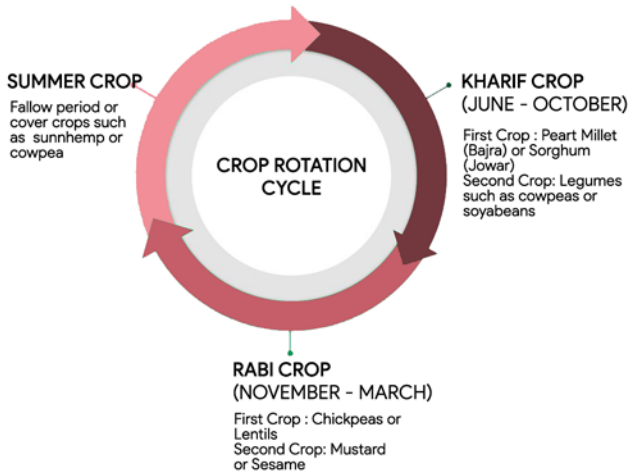 CROP ROTATION
CYCLE
SUMMER CROP
Fallow period or
cover crops such
as sunnhemp or
cowpea
KHARIF CROP
(JUNE - OCTOBER)
First Crop : Peart Millet
(Bajra) or Sorghum
(Jowar)
Second Crop: Legumes
such as cowpeas or
soyabeans
RABI CROP
(NOVEMBER - MARCH)
First Crop : Chickpeas or
Lentils
Second Crop: Mustard
or Sesame